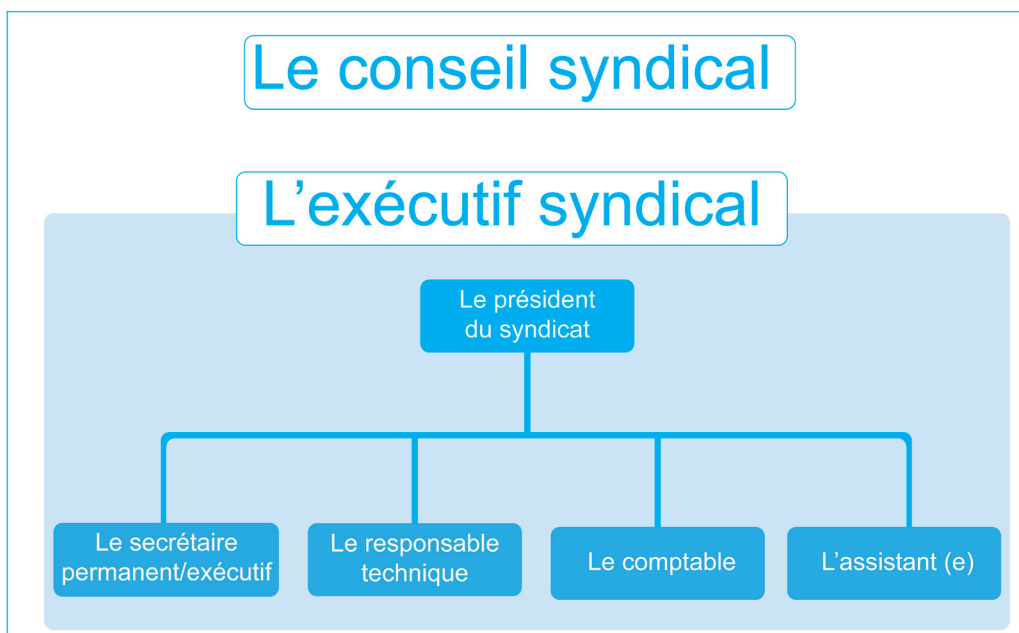 Le conseil syndical
L’exécutif syndical
Le président
du syndicat
Le secrétaire
permanent/exécutif
Le responsable
technique
Le comptable
L’assistant (e)